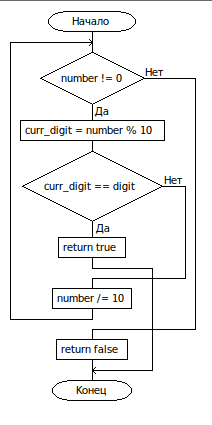 Начало
number != 0
Нет
Да
curr_digit = number % 10
curr_digit == digit
Нет
Да
return true
number /= 10
return false
Конец